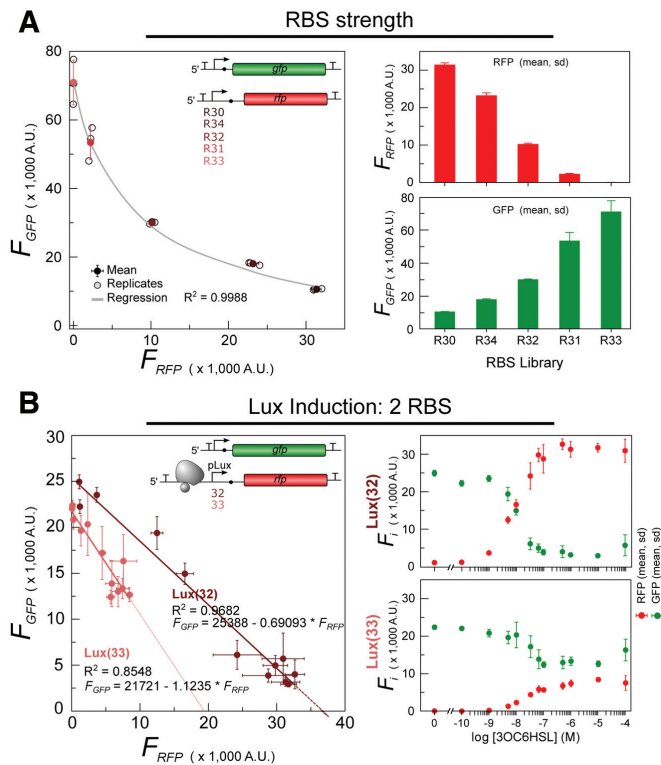 A
RBS strength
80
60
40
20
0
F_GFP ( x 1,000 A.U.)
5'
gfp
5'
rfp
R30
R34
R32
R31
R33
Mean
Replicates
Regression
R² = 0.9988
0 10 20 30
F_RFP ( x 1,000 A.U.)
RFP (mean, sd)
30
20
10
0
F_RFP ( x 1,000 A.U.)
GFP (mean, sd)
80
60
40
20
0
F_GFP ( x 1,000 A.U.)
R30 R34 R32 R31 R33
RBS Library
B
Lux Induction: 2 RBS
30
25
20
15
10
5
0
F_GFP ( x 1,000 A.U.)
5'
gfp
pLux
5'
rfp
32
33
Lux(32)
R² = 0.9682
F_GFP = 25388 - 0.69093 * F_RFP
Lux(33)
R² = 0.8548
F_GFP = 21721 - 1.1235 * F_RFP
0 10 20 30 40
F_RFP ( x 1,000 A.U.)
Lux(32)
F_i ( x 1,000 A.U.)
30
20
10
0
Lux(33)
F_i ( x 1,000 A.U.)
30
20
10
0
0 -10 -9 -8 -7 -6 -5 -4
log [3OC6HSL] (M)
RFP (mean, sd)
GFP (mean, sd)